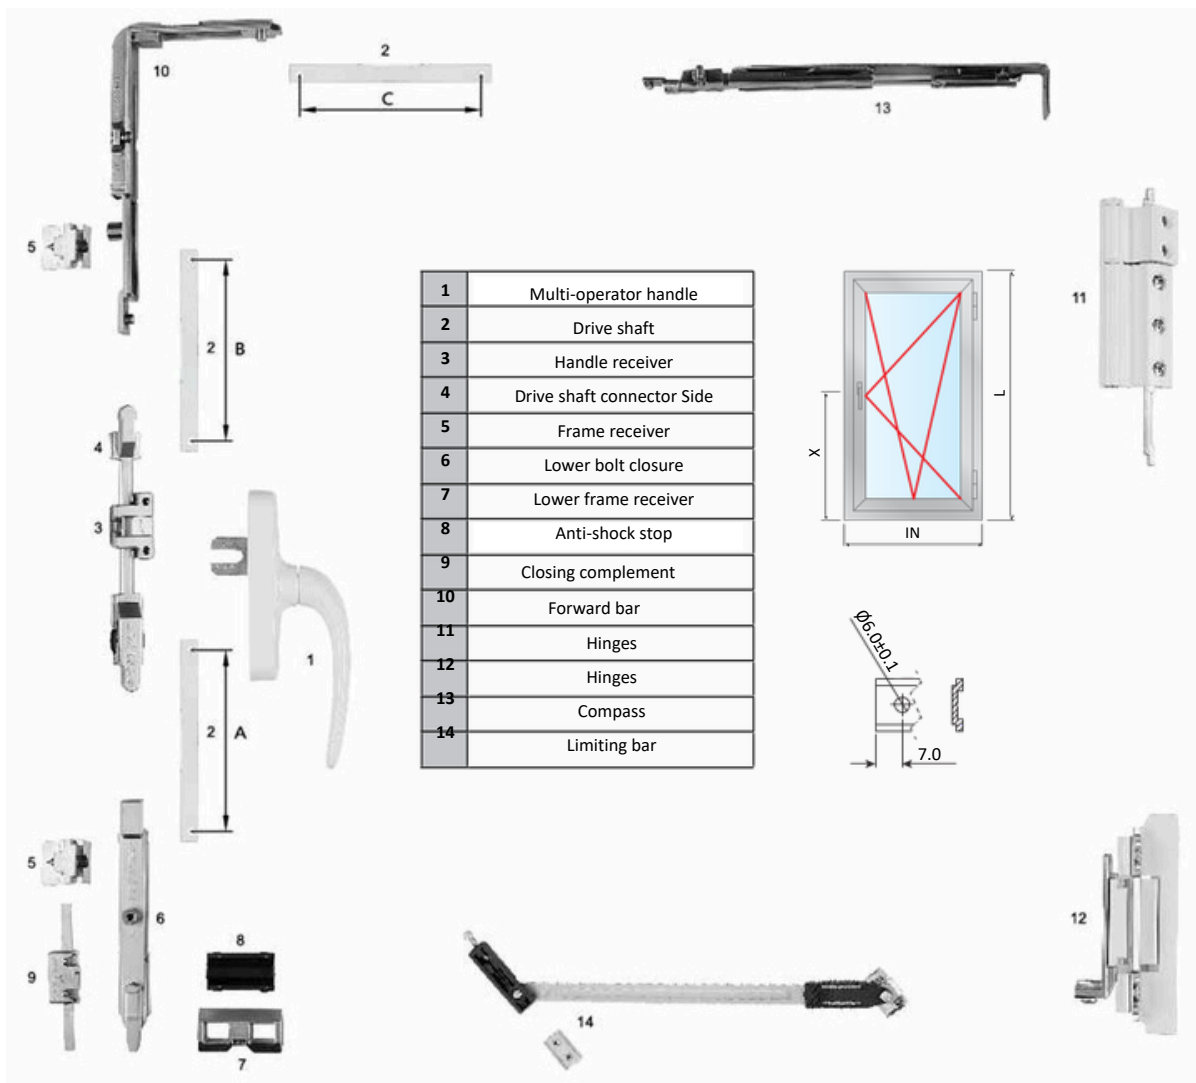 10
2
C
13
5
2 B
11
4
3
1
2 A
5
6
9
8
7
14
12
1 Multi-operator handle
2 Drive shaft
3 Handle receiver
4 Drive shaft connector Side
5 Frame receiver
6 Lower bolt closure
7 Lower frame receiver
8 Anti-shock stop
9 Closing complement
10 Forward bar
11 Hinges
12 Hinges
13 Compass
14 Limiting bar
L
X
IN
Ø6.0±0.1
7.0